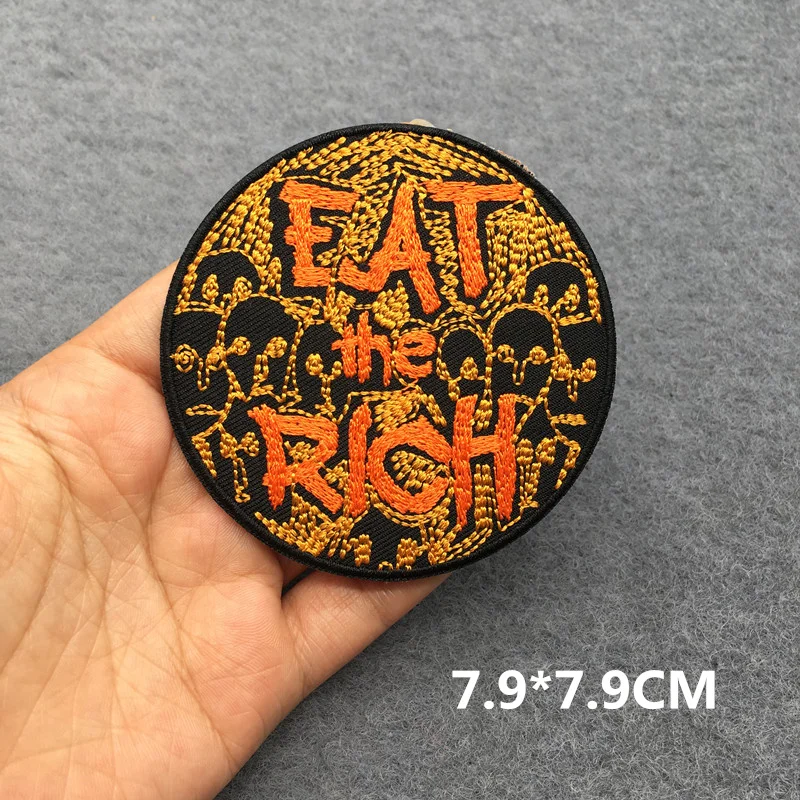 EAT
the
RICH
7.9*7.9CM